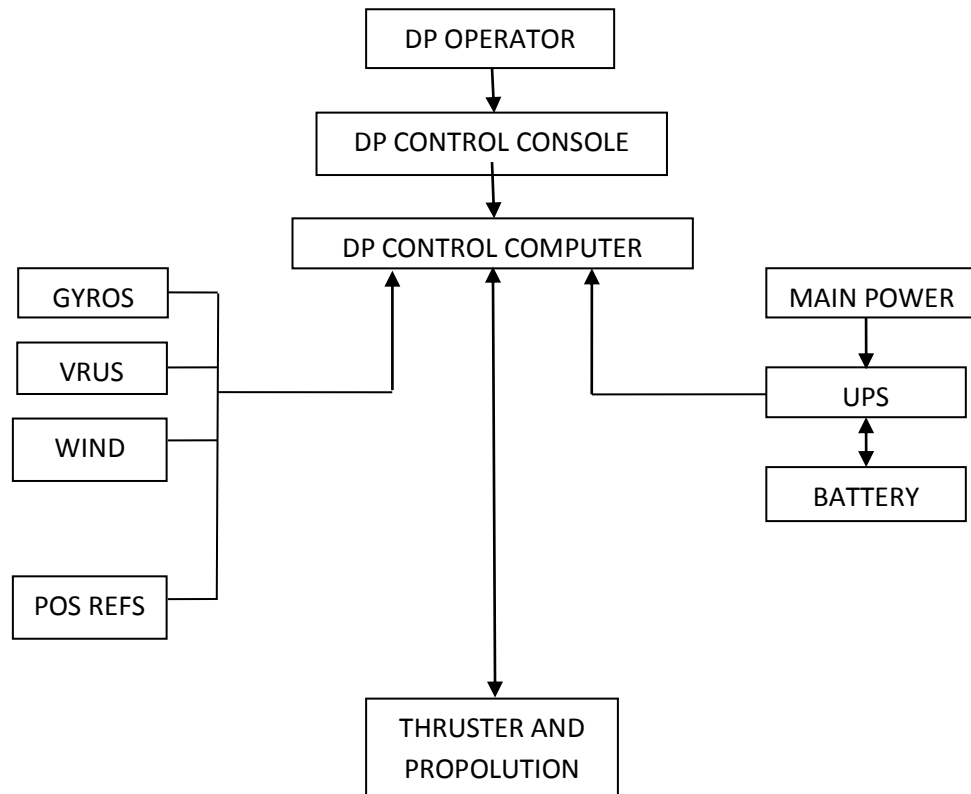 DP OPERATOR
DP CONTROL CONSOLE
DP CONTROL COMPUTER
GYROS
VRUS
WIND
POS REFS
MAIN POWER
UPS
BATTERY
THRUSTER AND
PROPOLUTION